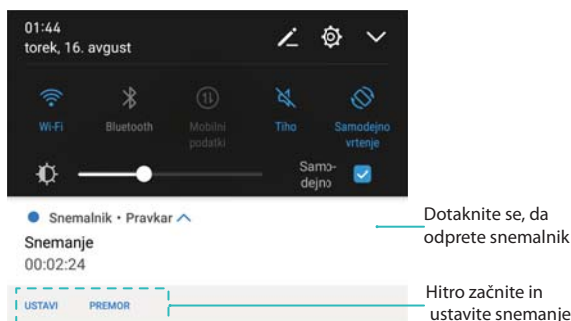 01:44
torek, 16. avgust
Wi-Fi
Bluetooth
Mobilni
podatki
Tiho
Samodejno
vrtenje
Samo-
dejno
Snemalnik • Pravkar
Snemanje
00:02:24
USTAVI PREMOR
Dotaknite se, da
odprete snemalnik
Hitro začnite in
ustavite snemanje